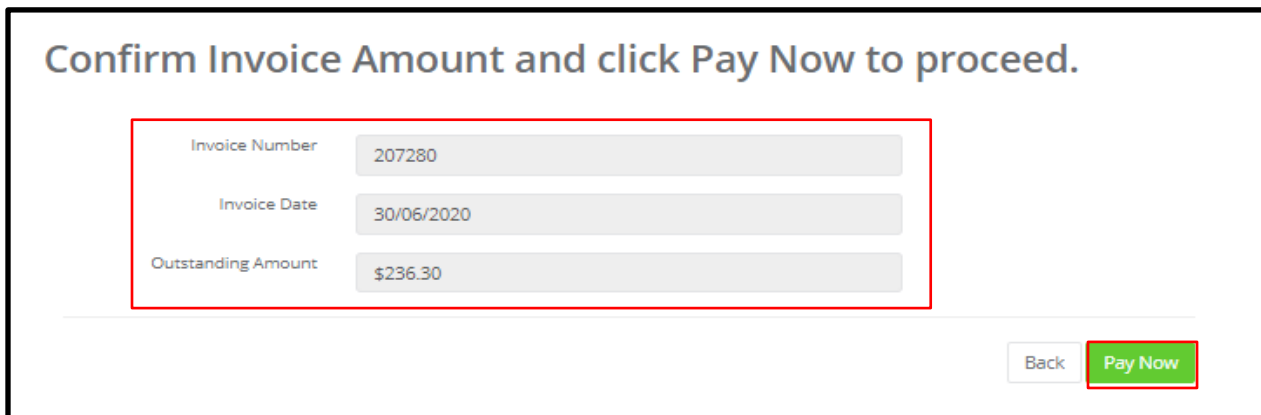 Confirm Invoice Amount and click Pay Now to proceed.
Invoice Number 207280
Invoice Date 30/06/2020
Outstanding Amount $236.30
Back Pay Now